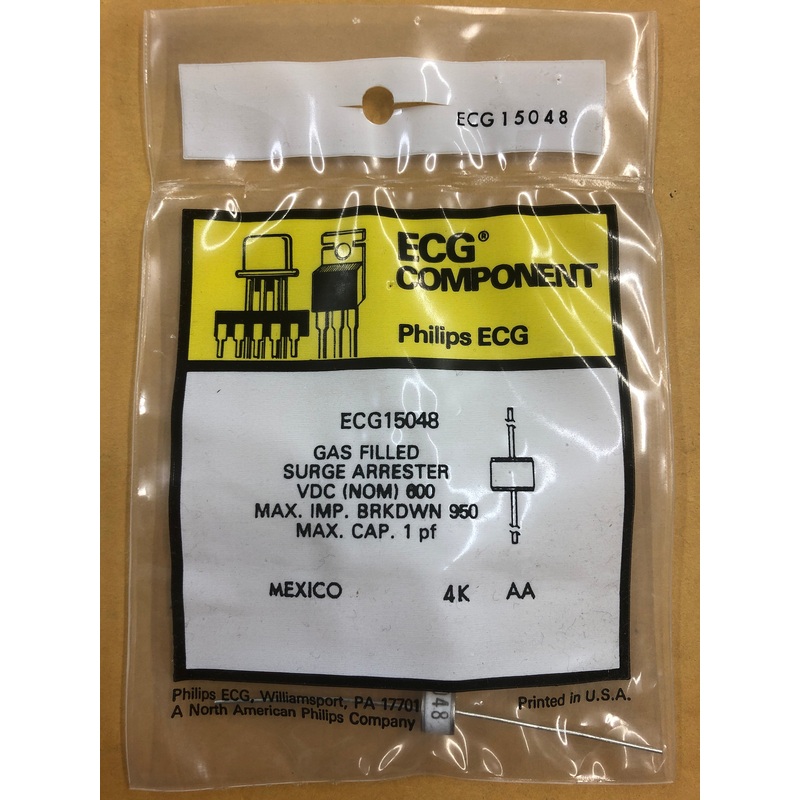 ECG15048
ECG®
COMPONENT
Philips ECG
ECG15048
GAS FILLED
SURGE ARRESTER
VDC (NOM) 600
MAX. IMP. BRKDWN 950
MAX. CAP. 1 pf
MEXICO 4K AA
Philips ECG, Williamsport, PA 17701
A North American Philips Company
48
Printed in U.S.A.